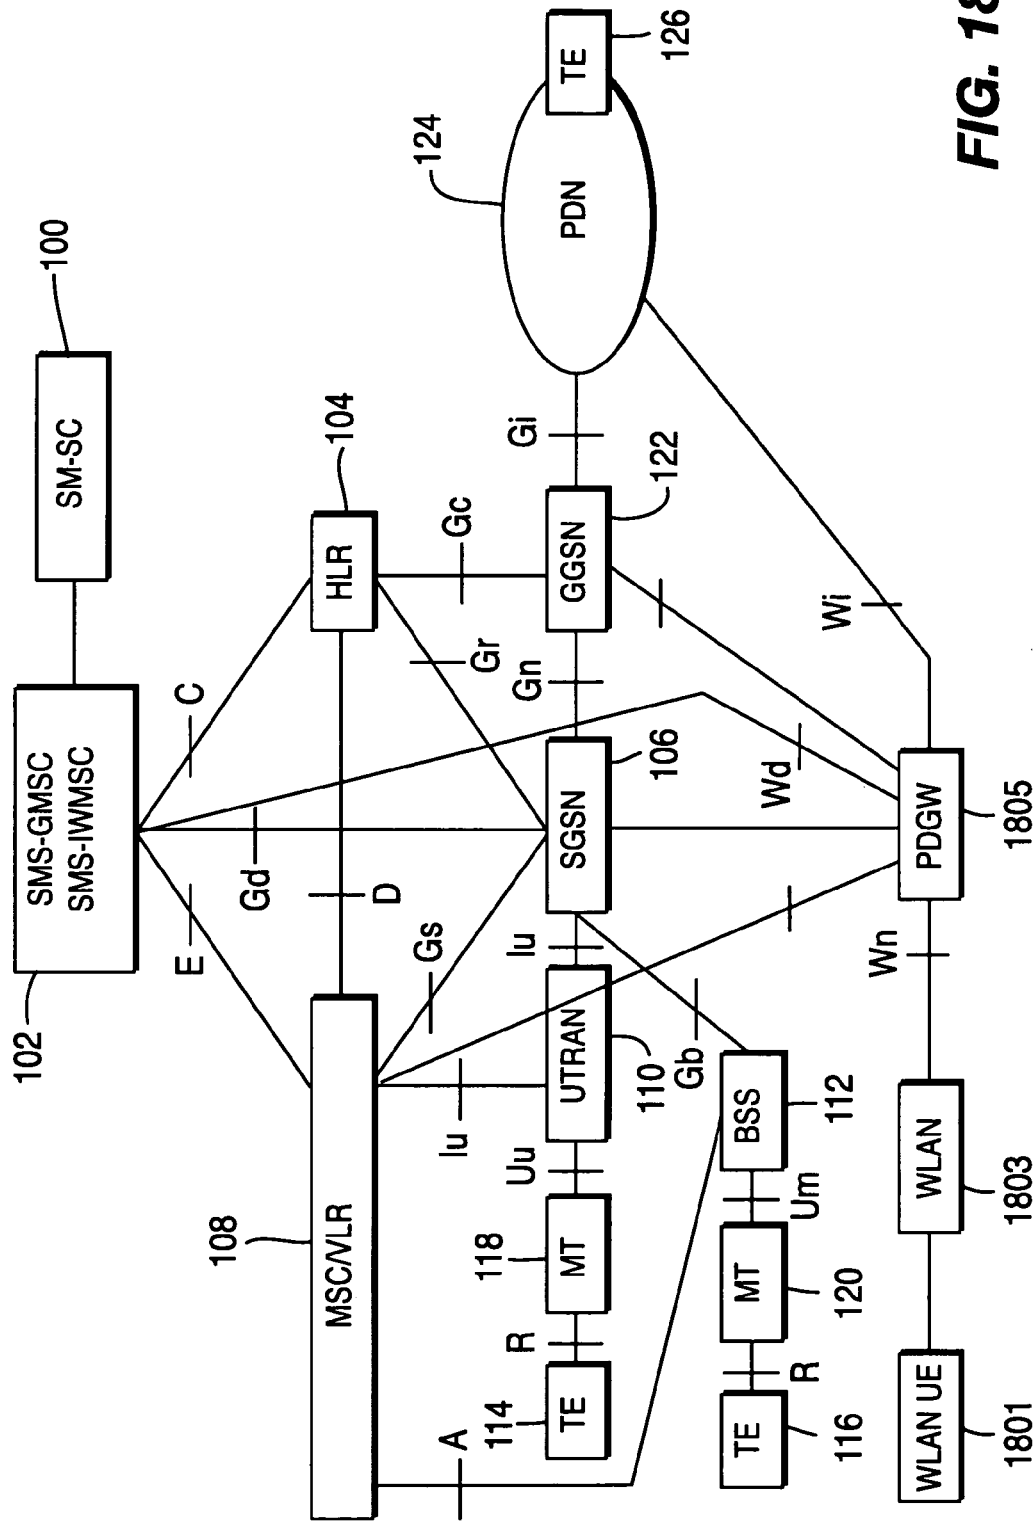 SMS-GMSC
SMS-IWMSC
102
SM-SC
100
E
C
Gd
D
MSC/VLR
108
HLR
104
Gs
Gr
Gc
Iu
A
TE
114
R
MT
118
Uu
UTRAN
110
Iu
SGSN
106
Gn
GGSN
122
Gi
PDN
124
TE
126
Gb
TE
116
R
MT
120
Um
BSS
112
Wd
Wi
WLAN UE
1801
WLAN
1803
Wn
PDGW
1805
FIG. 18